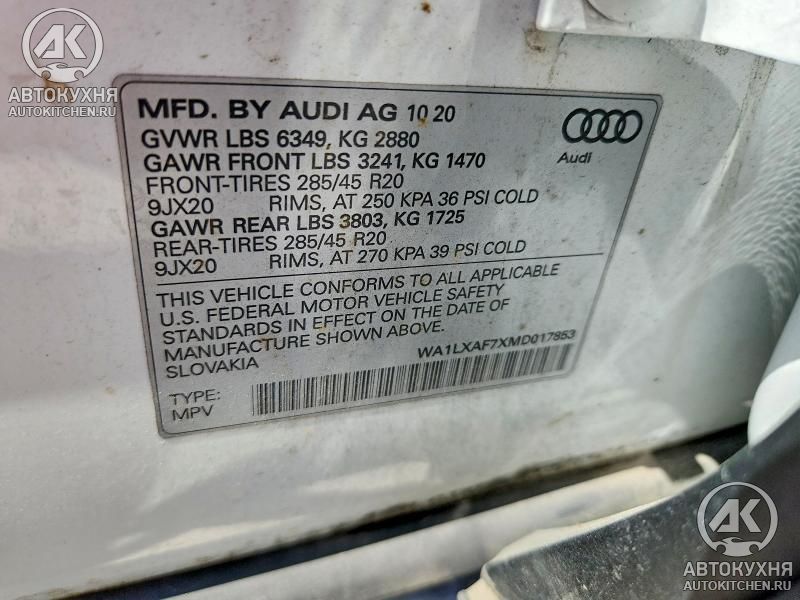 АК
АВТОКУХНЯ
AUTOKITCHEN.RU
MFD. BY AUDI AG 10 20
GVWR LBS 6349, KG 2880
GAWR FRONT LBS 3241, KG 1470
FRONT-TIRES 285/45 R20
9JX20 RIMS, AT 250 KPA 36 PSI COLD
GAWR REAR LBS 3803, KG 1725
REAR-TIRES 285/45 R20
9JX20 RIMS, AT 270 KPA 39 PSI COLD
Audi
THIS VEHICLE CONFORMS TO ALL APPLICABLE
U.S. FEDERAL MOTOR VEHICLE SAFETY
STANDARDS IN EFFECT ON THE DATE OF
MANUFACTURE SHOWN ABOVE.
SLOVAKIA
WA1LXAF7XMD017853
TYPE:
MPV
АК
АВТОКУХНЯ
AUTOKITCHEN.RU